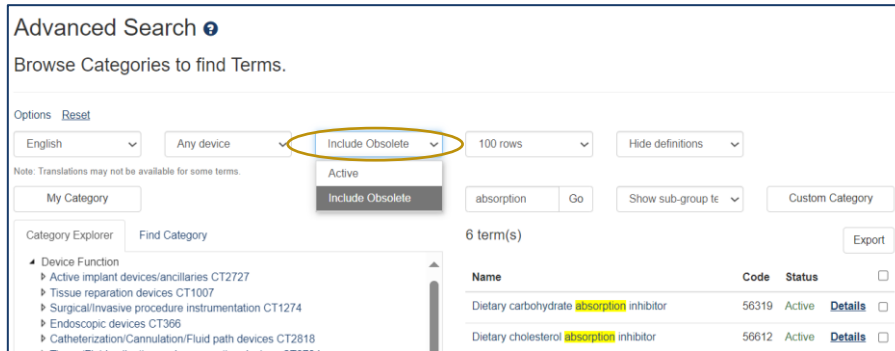 Advanced Search ?
Browse Categories to find Terms.
Options Reset
English Any device Include Obsolete 100 rows Hide definitions
Note: Translations may not be available for some terms.
Active
Include Obsolete
My Category absorption Go Show sub-group te Custom Category
Category Explorer Find Category 6 term(s) Export
Device Function
Active implant devices/ancillaries CT2727
Tissue reparation devices CT1007
Surgical/Invasive procedure instrumentation CT1274
Endoscopic devices CT366
Catheterization/Cannulation/Fluid path devices CT2818
Name Code Status
Dietary carbohydrate absorption inhibitor 56319 Active Details
Dietary cholesterol absorption inhibitor 56612 Active Details